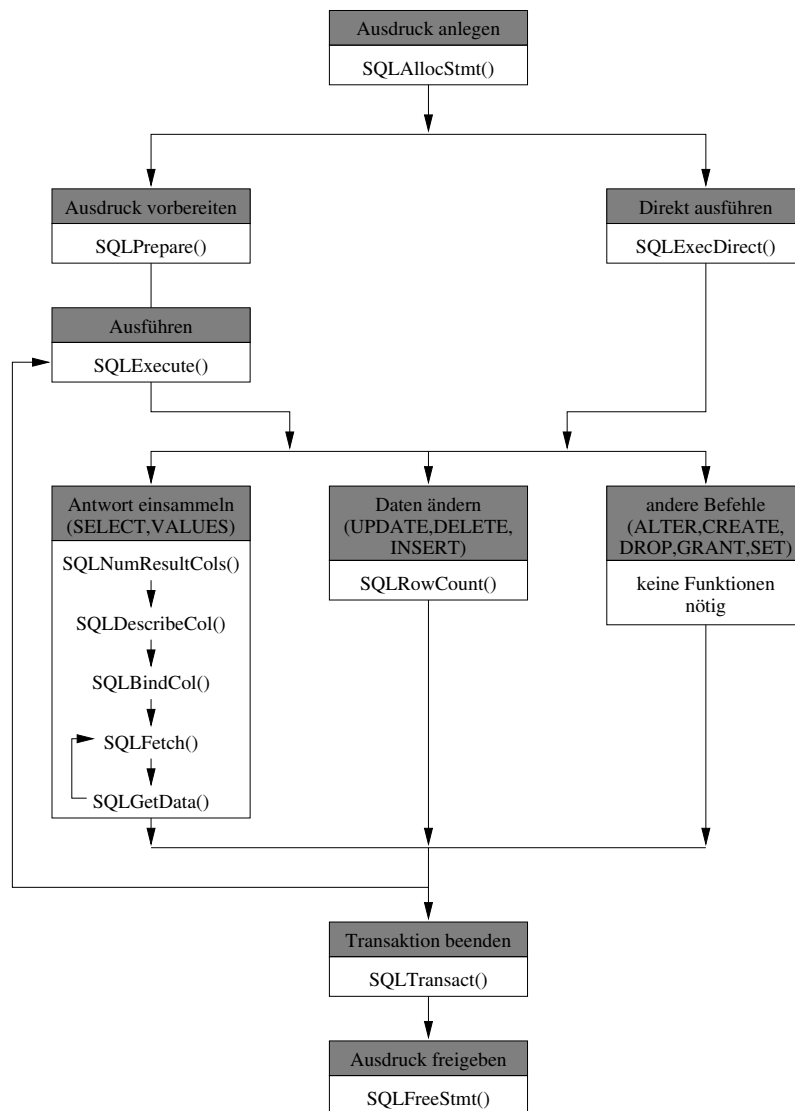 Ausdruck anlegen
SQLAllocStmt()
Ausdruck vorbereiten
SQLPrepare()
Direkt ausführen
SQLExecDirect()
Ausführen
SQLExecute()
Antwort einsammeln
(SELECT,VALUES)
SQLNumResultCols()
SQLDescribeCol()
SQLBindCol()
SQLFetch()
SQLGetData()
Daten ändern
(UPDATE,DELETE,
INSERT)
SQLRowCount()
andere Befehle
(ALTER,CREATE,
DROP,GRANT,SET)
keine Funktionen
nötig
Transaktion beenden
SQLTransact()
Ausdruck freigeben
SQLFreeStmt()